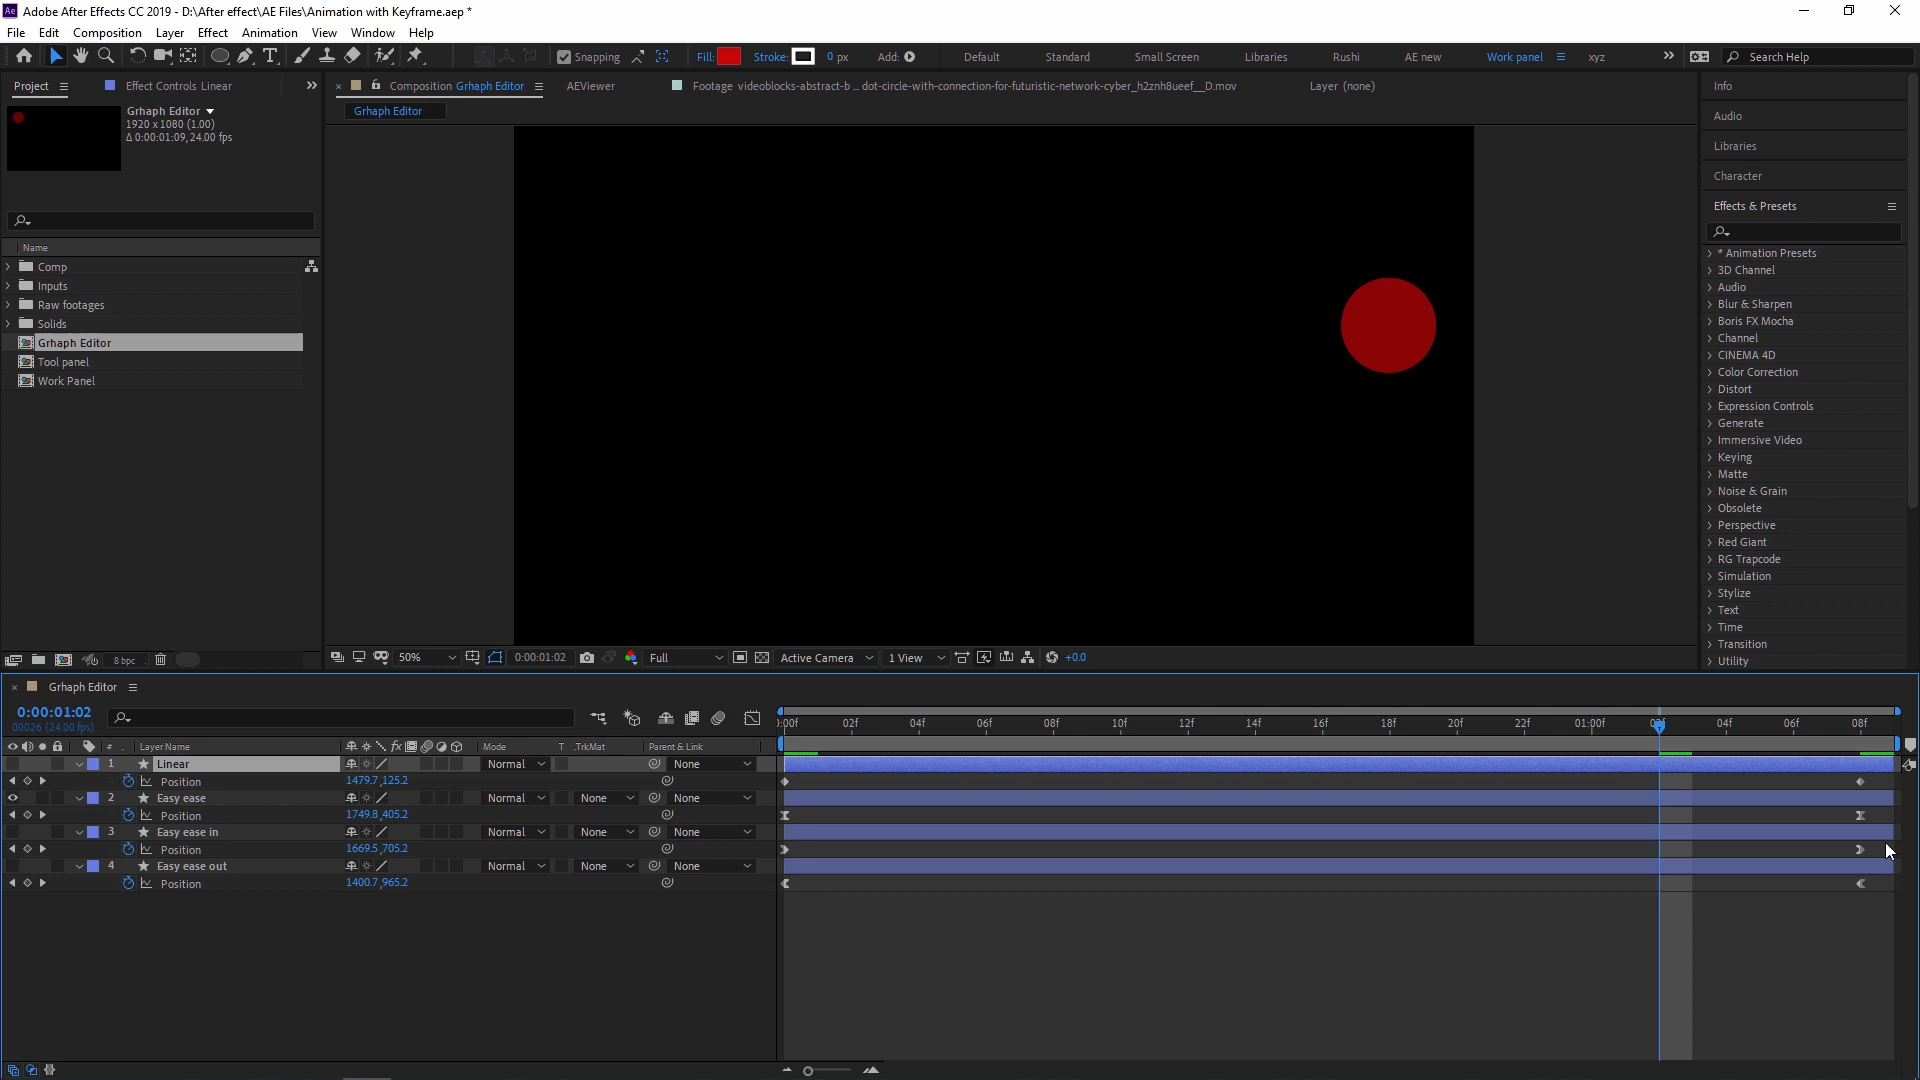 Ae Adobe After Effects CC 2019 - D:\After effect\AE Files\Animation with Keyframe.aep *
File Edit Composition Layer Effect Animation View Window Help
Snapping Fill: Stroke: 0 px Add: Default Standard Small Screen Libraries Rushi AE new Work panel xyz Search Help
Project Effect Controls Linear
Composition Grhaph Editor AEViewer Footage videoblocks-abstract-b ... dot-circle-with-connection-for-futuristic-network-cyber_h2znh8ueef__D.mov Layer (none)
Info
Grhaph Editor
1920 x 1080 (1.00)
Δ 0:00:01:09, 24.00 fps
Grhaph Editor
Audio
Libraries
Character
Effects & Presets
Name
Comp
Inputs
Raw footages
Solids
Grhaph Editor
Tool panel
Work Panel
* Animation Presets
3D Channel
Audio
Blur & Sharpen
Boris FX Mocha
Channel
CINEMA 4D
Color Correction
Distort
Expression Controls
Generate
Immersive Video
Keying
Matte
Noise & Grain
Obsolete
Perspective
Red Giant
RG Trapcode
Simulation
Stylize
Text
Time
Transition
Utility
8 bpc
50% 0:00:01:02 Full Active Camera 1 View +0.0
Grhaph Editor
0:00:01:02
00026 (24.00 fps)
:00f 02f 04f 06f 08f 10f 12f 14f 16f 18f 20f 22f 01:00f 04f 06f 08f
# Layer Name fx Mode T .TrkMat Parent & Link
1 Linear Normal None
Position 1479.7,125.2
2 Easy ease Normal None None
Position 1749.8,405.2
3 Easy ease in Normal None None
Position 1669.5,705.2
4 Easy ease out Normal None None
Position 1400.7,965.2